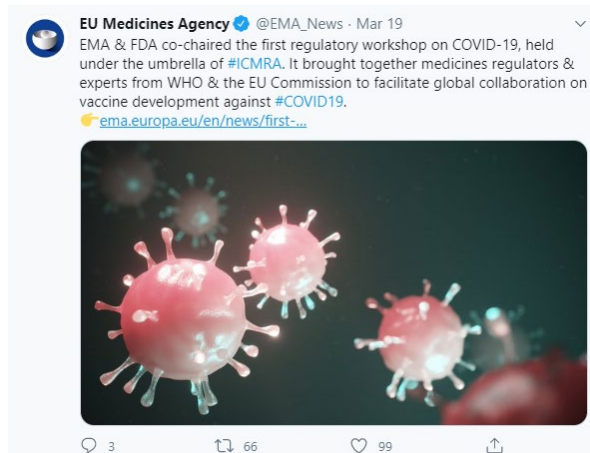 EU Medicines Agency @EMA_News · Mar 19
EMA & FDA co-chaired the first regulatory workshop on COVID-19, held
under the umbrella of #ICMRA. It brought together medicines regulators &
experts from WHO & the EU Commission to facilitate global collaboration on
vaccine development against #COVID19.
👉ema.europa.eu/en/news/first-...
3 66 99